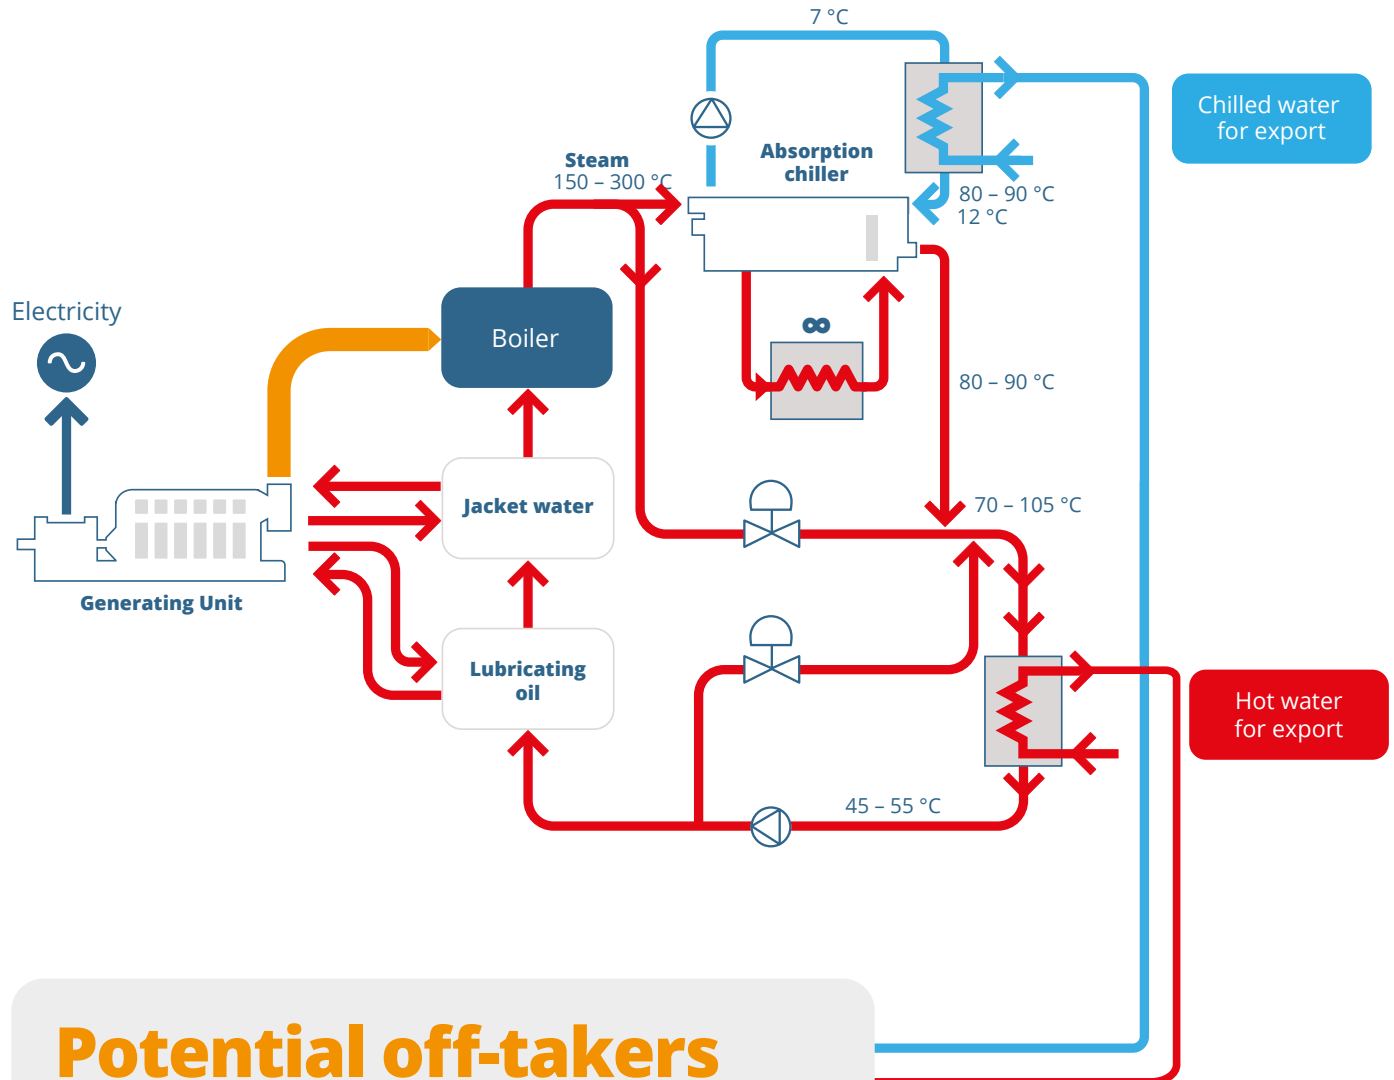 7 °C
Chilled water
for export
Absorption
chiller
Steam
150 – 300 °C
80 – 90 °C
12 °C
Electricity
Boiler
80 – 90 °C
Jacket water
70 – 105 °C
Generating Unit
Lubricating
oil
Hot water
for export
45 – 55 °C
Potential off-takers